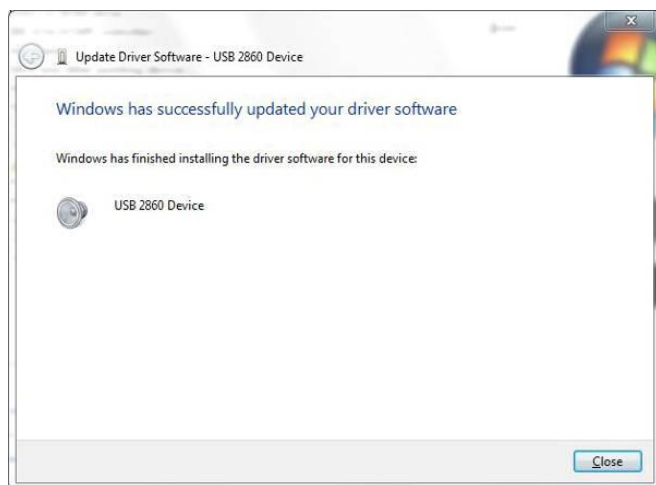 Update Driver Software - USB 2860 Device
Windows has successfully updated your driver software
Windows has finished installing the driver software for this device:
USB 2860 Device
Close